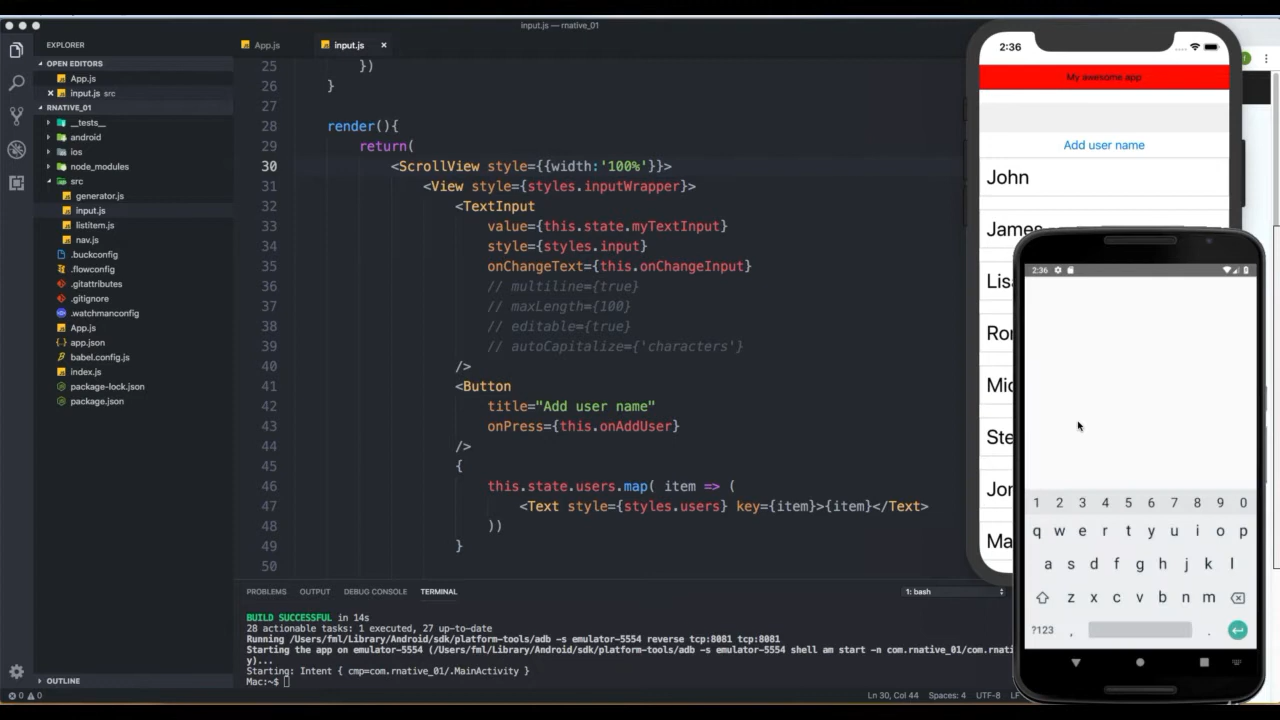 input.js — rnative_01
EXPLORER
OPEN EDITORS
App.js
input.js src
RNATIVE_01
__tests__
android
ios
node_modules
src
generator.js
input.js
listitem.js
nav.js
.buckconfig
.flowconfig
.gitattributes
.gitignore
.watchmanconfig
App.js
app.json
babel.config.js
index.js
package-lock.json
package.json
OUTLINE
App.js
input.js
25 })
26 }
27
28 render(){
29 return(
30 <ScrollView style={{width:'100%'}}>
31 <View style={styles.inputWrapper}>
32 <TextInput
33 value={this.state.myTextInput}
34 style={styles.input}
35 onChangeText={this.onChangeInput}
36 // multiline={true}
37 // maxLength={100}
38 // editable={true}
39 // autoCapitalize={'characters'}
40 />
41 <Button
42 title="Add user name"
43 onPress={this.onAddUser}
44 />
45 {
46 this.state.users.map( item => (
47 <Text style={styles.users} key={item}>{item}</Text>
48 ))
49 }
50
PROBLEMS OUTPUT DEBUG CONSOLE TERMINAL
1: bash
BUILD SUCCESSFUL in 14s
28 actionable tasks: 1 executed, 27 up-to-date
Running /Users/fml/Library/Android/sdk/platform-tools/adb -s emulator-5554 reverse tcp:8081 tcp:8081
Starting the app on emulator-5554 (/Users/fml/Library/Android/sdk/platform-tools/adb -s emulator-5554 shell am start -n com.rnative_01/com.rnati
y)...
Starting: Intent { cmp=com.rnative_01/.MainActivity }
Mac:~$
0 0
Ln 30, Col 44 Spaces: 4 UTF-8 LF
2:36
My awesome app
Add user name
John
James
Lisa
Ron
Mic
Ste
Jor
Ma
2:36
1 2 3 4 5 6 7 8 9 0
q w e r t y u i o p
a s d f g h j k l
z x c v b n m
?123 , .